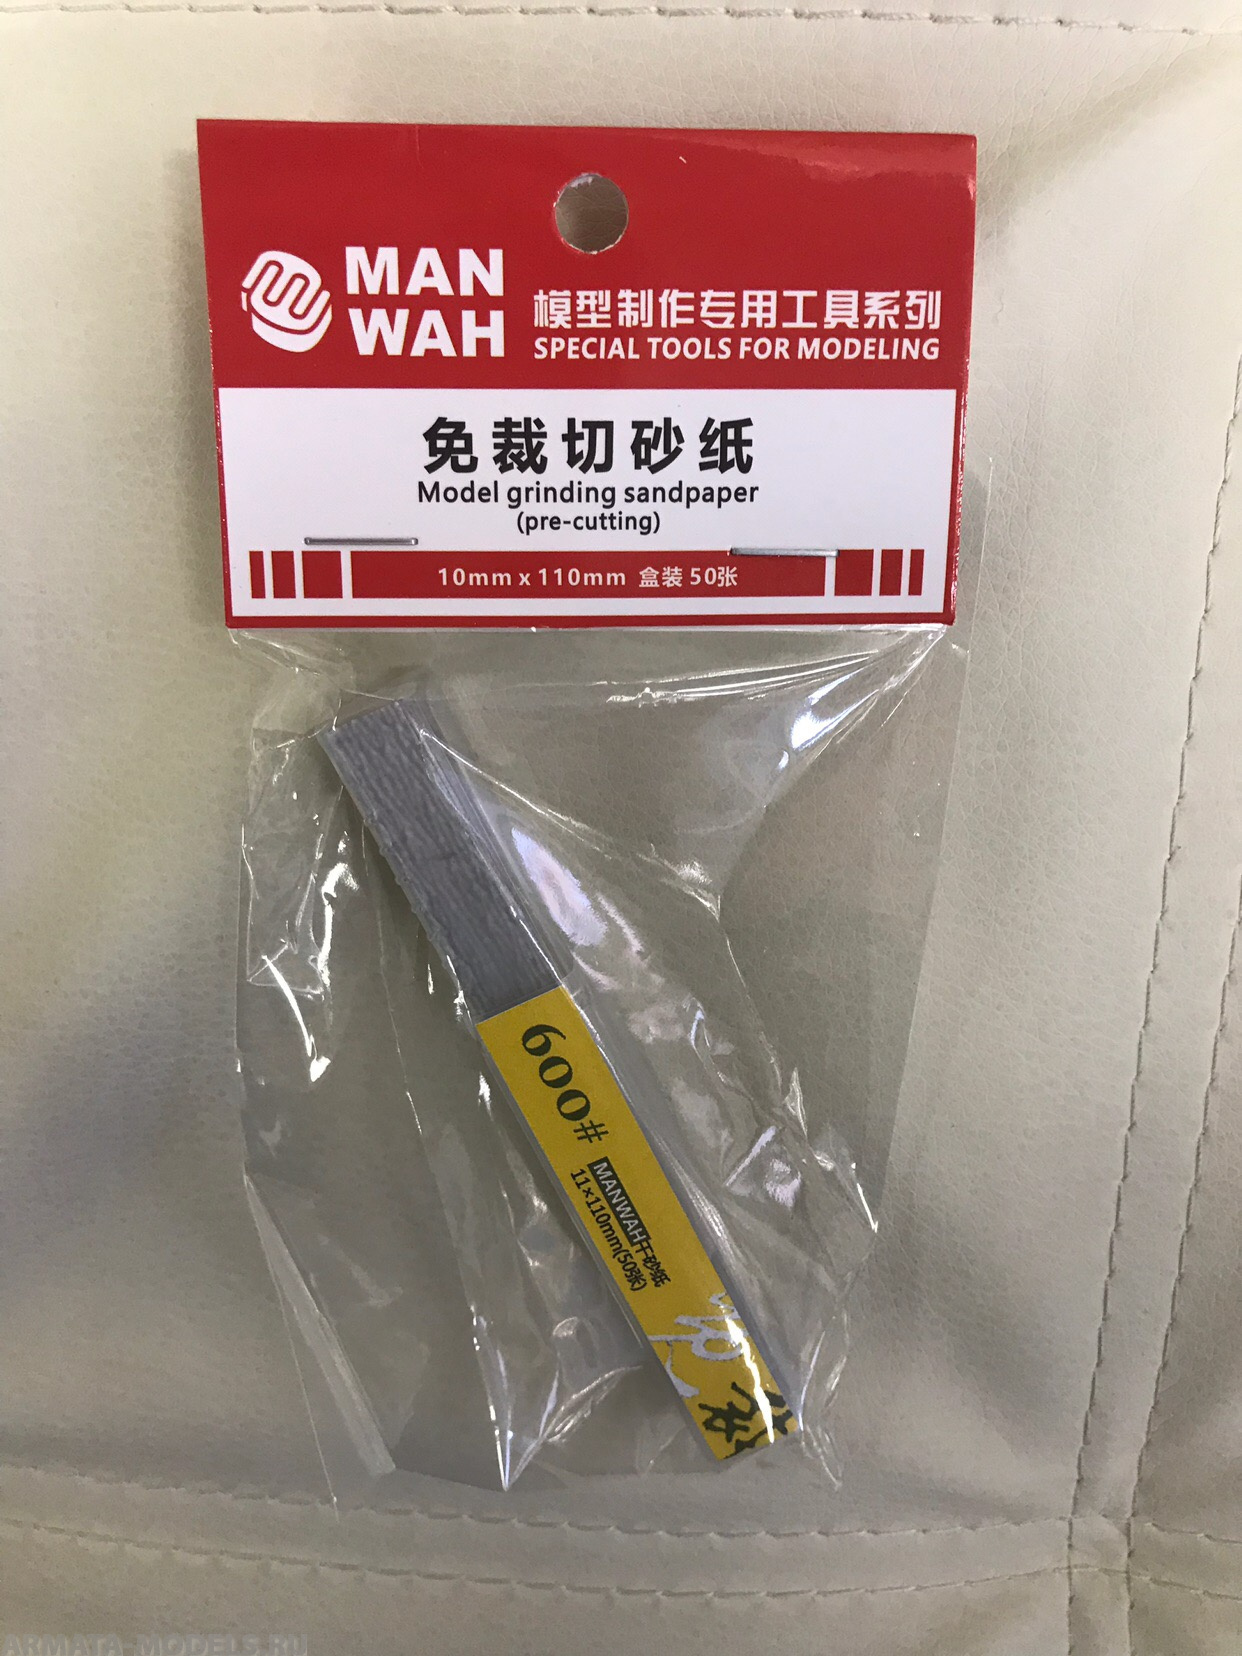 MAN
WAH
模型制作专用工具系列
SPECIAL TOOLS FOR MODELING
免裁切砂纸
Model grinding sandpaper
(pre-cutting)
10mm x 110mm 盒装 50张
600#
MANWAH干砂纸
11×110mm(50张)
ARMATA-MODELS.RU